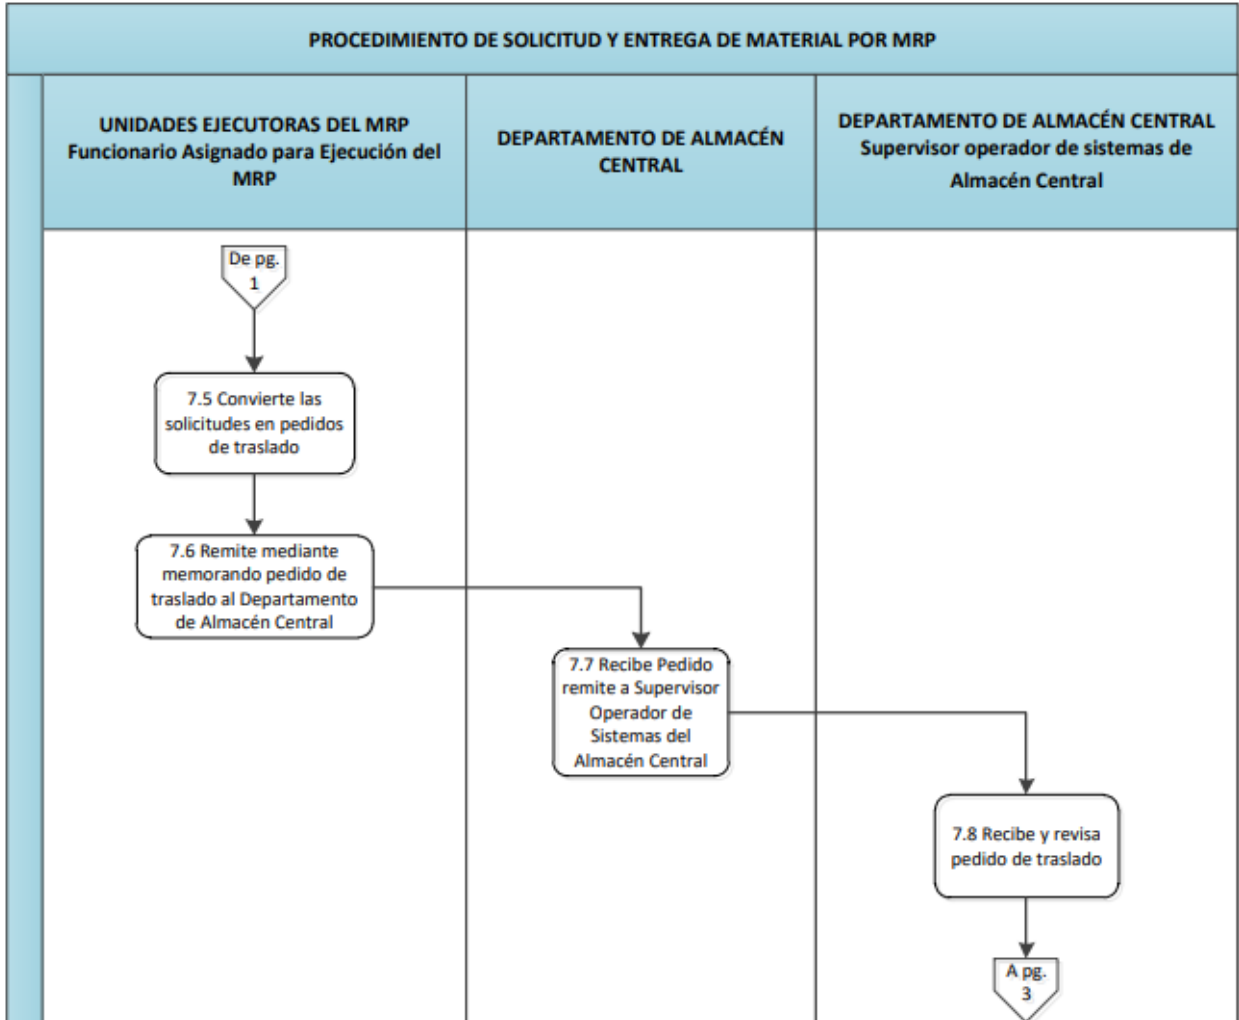 PROCEDIMIENTO DE SOLICITUD Y ENTREGA DE MATERIAL POR MRP
UNIDADES EJECUTORAS DEL MRP
Funcionario Asignado para Ejecución del
MRP
DEPARTAMENTO DE ALMACÉN
CENTRAL
DEPARTAMENTO DE ALMACÉN CENTRAL
Supervisor operador de sistemas de
Almacén Central
De pg.
1
7.5 Convierte las
solicitudes en pedidos
de traslado
7.6 Remite mediante
memorando pedido de
traslado al Departamento
de Almacén Central
7.7 Recibe Pedido
remite a Supervisor
Operador de
Sistemas del
Almacén Central
7.8 Recibe y revisa
pedido de traslado
A pg.
3